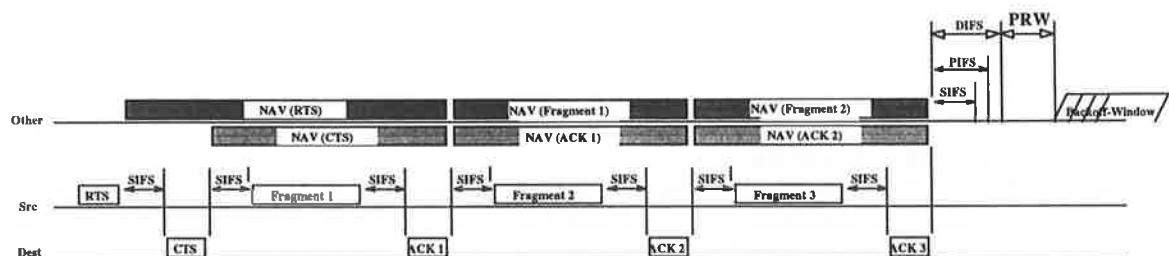 DIFS PRW
PIFS
SIFS
NAV (RTS) NAV (Fragment 1) NAV (Fragment 2)
Other Backoff-Window
NAV (CTS) NAV (ACK 1) NAV (ACK 2)
SIFS SIFS SIFS SIFS SIFS SIFS SIFS
RTS Fragment 1 Fragment 2 Fragment 3
Src
CTS ACK 1 ACK 2 ACK 3
Dest